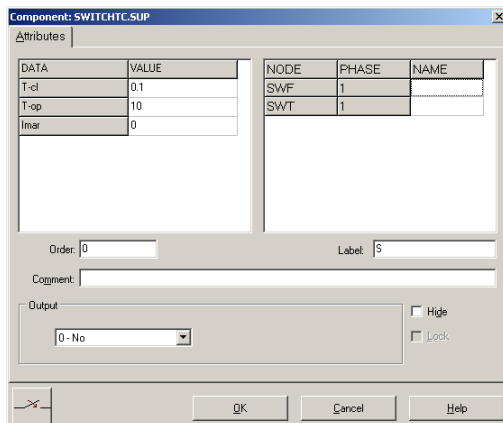 Component: SWITCHTC.SUP
Attributes
DATA VALUE
T-cl 0.1
T-op 10
Imar 0
NODE PHASE NAME
SWF 1
SWT 1
Order: 0
Label: S
Comment:
Output
0 - No
Hide
Lock
OK
Cancel
Help